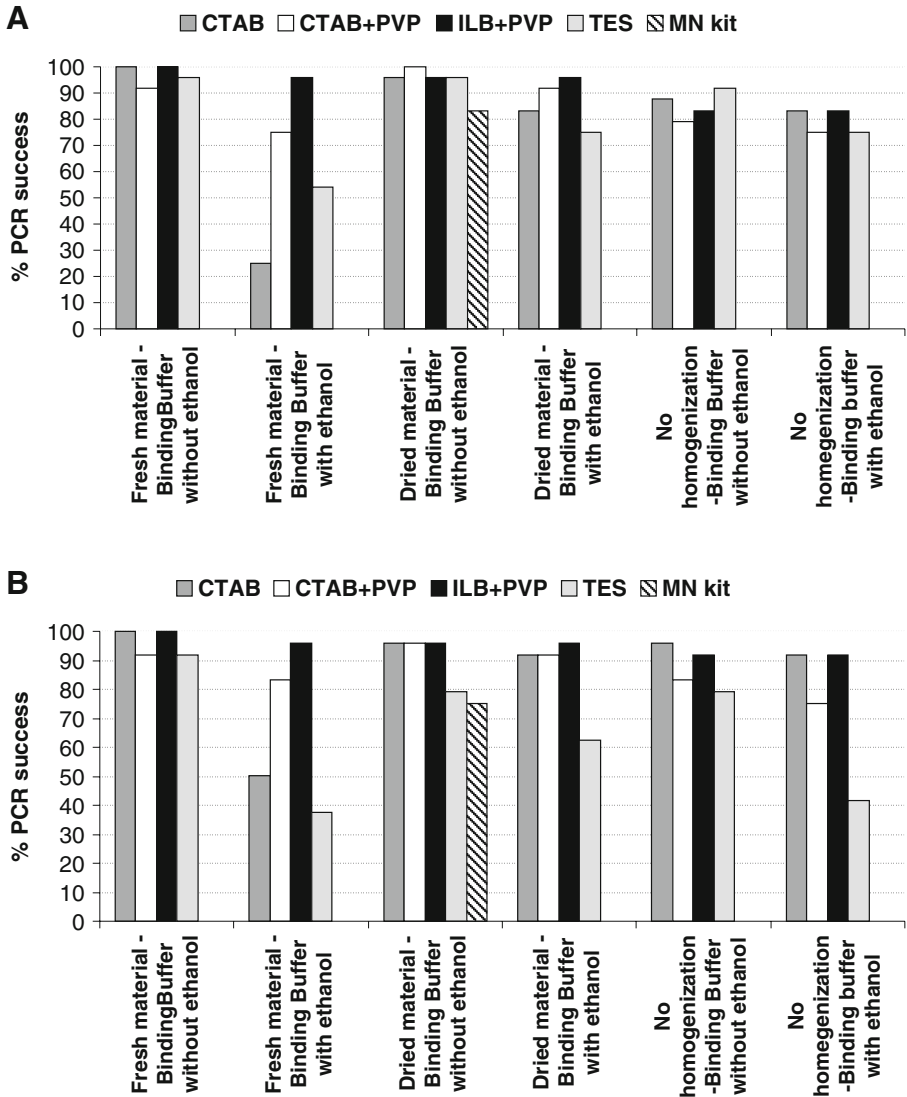 A
CTAB CTAB+PVP ILB+PVP TES MN kit
% PCR success
100
90
80
70
60
50
40
30
20
10
0
Fresh material -
BindingBuffer
without ethanol
Fresh material -
Binding Buffer
with ethanol
Dried material -
Binding Buffer
without ethanol
Dried material -
Binding Buffer
with ethanol
No
homogenization
-Binding Buffer
without ethanol
No
homegenization
-Binding buffer
with ethanol
B
CTAB CTAB+PVP ILB+PVP TES MN kit
% PCR success
100
90
80
70
60
50
40
30
20
10
0
Fresh material -
BindingBuffer
without ethanol
Fresh material -
Binding Buffer
with ethanol
Dried material -
Binding Buffer
without ethanol
Dried material -
Binding Buffer
with ethanol
No
homogenization
-Binding Buffer
without ethanol
No
homegenization
-Binding buffer
with ethanol